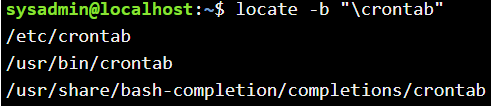 sysadmin@localhost:~$ locate -b "\crontab"
/etc/crontab
/usr/bin/crontab
/usr/share/bash-completion/completions/crontab